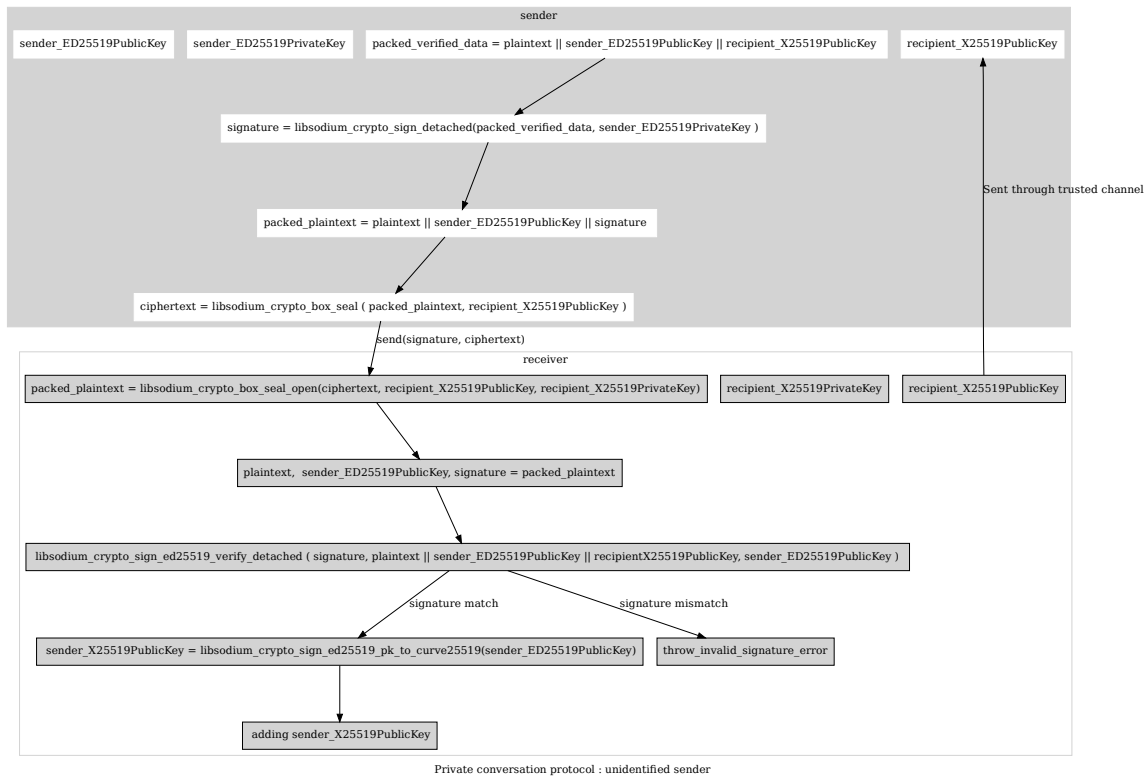 sender
sender_ED25519PublicKey
sender_ED25519PrivateKey
packed_verified_data = plaintext || sender_ED25519PublicKey || recipient_X25519PublicKey
recipient_X25519PublicKey
signature = libsodium_crypto_sign_detached(packed_verified_data, sender_ED25519PrivateKey )
Sent through trusted channel
packed_plaintext = plaintext || sender_ED25519PublicKey || signature
ciphertext = libsodium_crypto_box_seal ( packed_plaintext, recipient_X25519PublicKey )
send(signature, ciphertext)
receiver
packed_plaintext = libsodium_crypto_box_seal_open(ciphertext, recipient_X25519PublicKey, recipient_X25519PrivateKey)
recipient_X25519PrivateKey
recipient_X25519PublicKey
plaintext,  sender_ED25519PublicKey, signature = packed_plaintext
libsodium_crypto_sign_ed25519_verify_detached ( signature, plaintext || sender_ED25519PublicKey || recipientX25519PublicKey, sender_ED25519PublicKey )
signature match
signature mismatch
sender_X25519PublicKey = libsodium_crypto_sign_ed25519_pk_to_curve25519(sender_ED25519PublicKey)
throw_invalid_signature_error
adding sender_X25519PublicKey
Private conversation protocol : unidentified sender